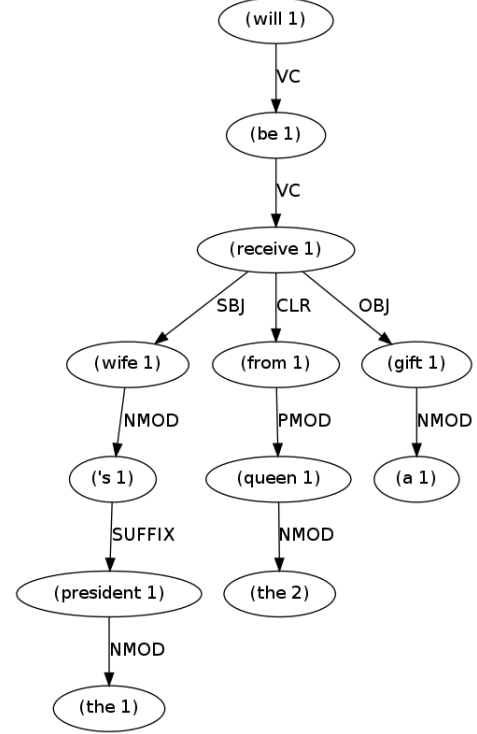 (will 1)
VC
(be 1)
VC
(receive 1)
SBJ CLR OBJ
(wife 1) (from 1) (gift 1)
NMOD PMOD NMOD
('s 1) (queen 1) (a 1)
SUFFIX NMOD
(president 1) (the 2)
NMOD
(the 1)